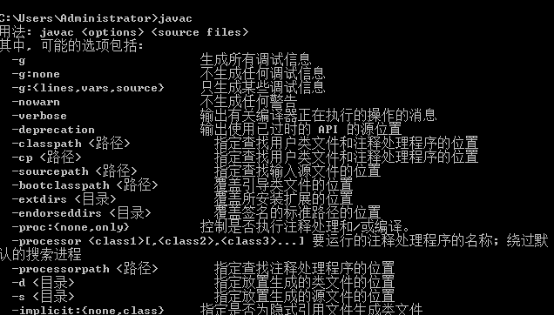 C:\Users\Administrator>javac
用法: javac <options> <source files>
其中, 可能的选项包括:
-g 生成所有调试信息
-g:none 不生成任何调试信息
-g:{lines,vars,source} 只生成某些调试信息
-nowarn 不生成任何警告
-verbose 输出有关编译器正在执行的操作的消息
-deprecation 输出使用已过时的 API 的源位置
-classpath <路径> 指定查找用户类文件和注释处理程序的位置
-cp <路径> 指定查找用户类文件和注释处理程序的位置
-sourcepath <路径> 指定查找输入源文件的位置
-bootclasspath <路径> 覆盖引导类文件的位置
-extdirs <目录> 覆盖所安装扩展的位置
-endorseddirs <目录> 覆盖签名的标准路径的位置
-proc:{none,only} 控制是否执行注释处理和/或编译。
-processor <class1>[,<class2>,<class3>...] 要运行的注释处理程序的名称; 绕过默
认的搜索进程
-processorpath <路径> 指定查找注释处理程序的位置
-d <目录> 指定放置生成的类文件的位置
-s <目录> 指定放置生成的源文件的位置
-implicit:{none,class} 指定是否为隐式引用文件生成类文件